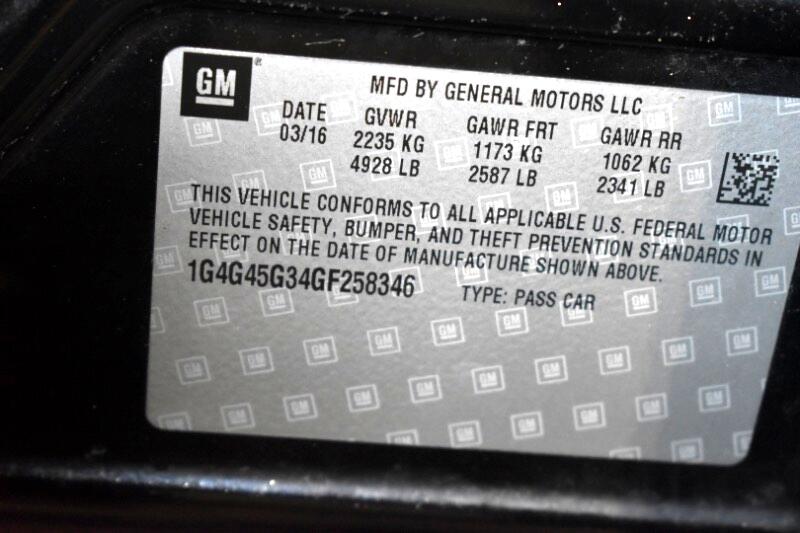 GM
MFD BY GENERAL MOTORS LLC
DATE GVWR GAWR FRT GAWR RR
03/16 2235 KG 1173 KG 1062 KG
4928 LB 2587 LB 2341 LB
THIS VEHICLE CONFORMS TO ALL APPLICABLE U.S. FEDERAL MOTOR
VEHICLE SAFETY, BUMPER, AND THEFT PREVENTION STANDARDS IN
EFFECT ON THE DATE OF MANUFACTURE SHOWN ABOVE.
1G4G45G34GF258346 TYPE: PASS CAR